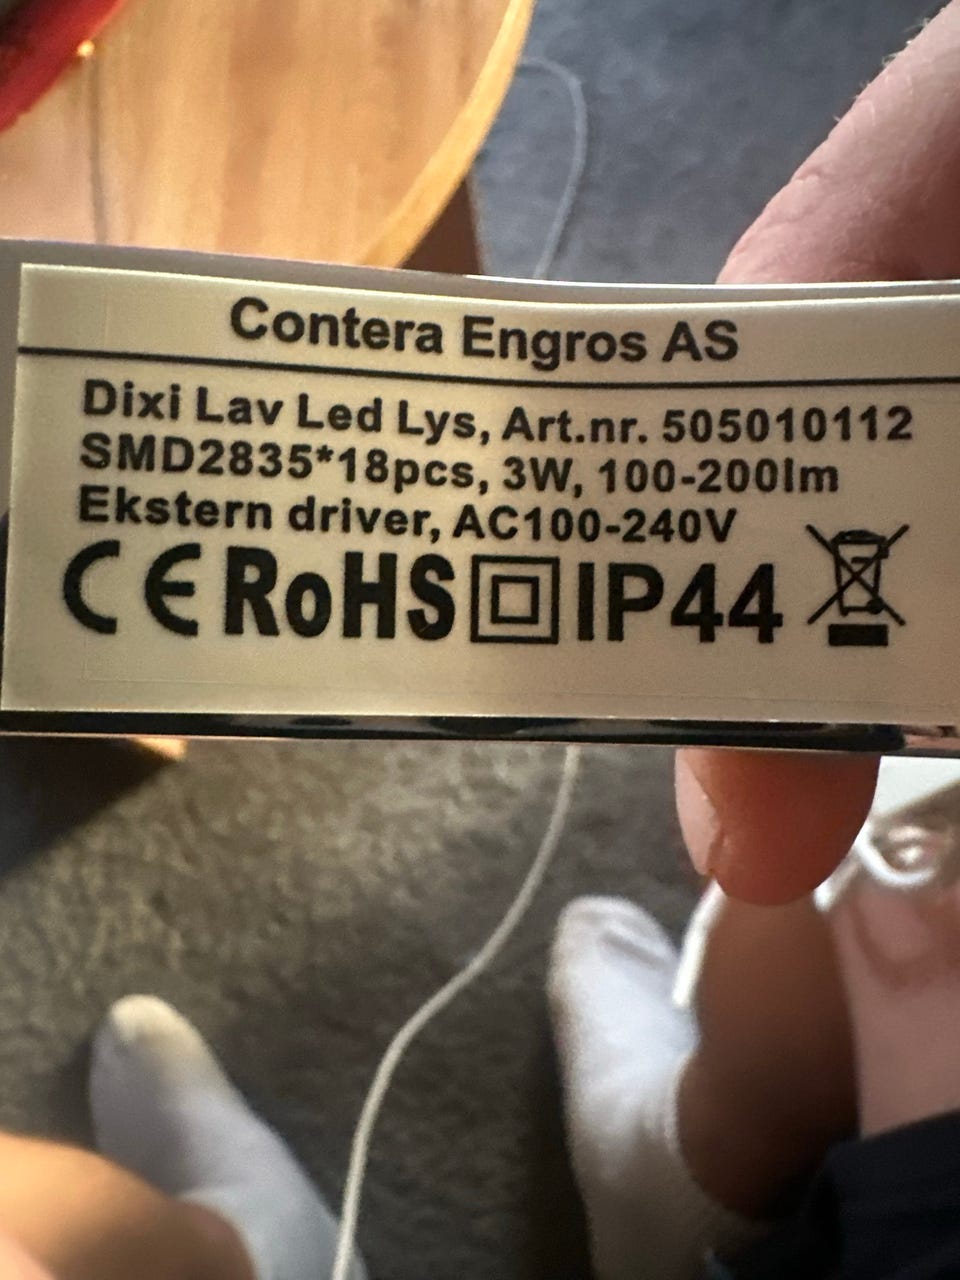 Contera Engros AS
Dixi Lav Led Lys, Art.nr. 505010112
SMD2835*18pcs, 3W, 100-200lm
Ekstern driver, AC100-240V
CE RoHS IP44